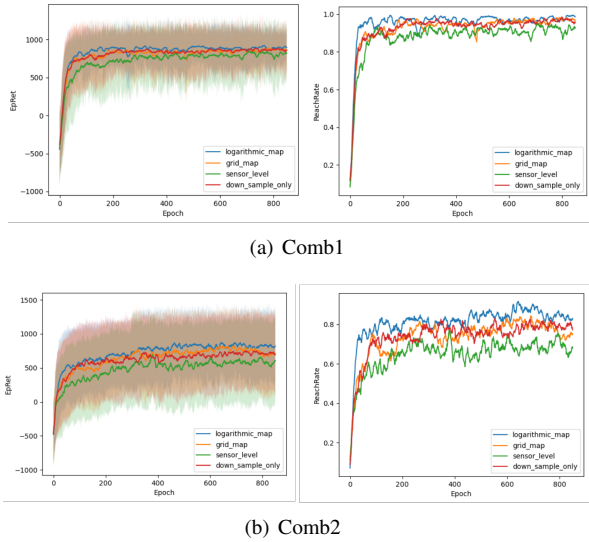 1000
500
0
−500
−1000
EpRet
0 200 400 600 800
Epoch
logarithmic_map
grid_map
sensor_level
down_sample_only
1.0
0.8
0.6
0.4
0.2
ReachRate
0 200 400 600 800
Epoch
logarithmic_map
grid_map
sensor_level
down_sample_only
(a) Comb1
1500
1000
500
0
−500
−1000
EpRet
0 200 400 600 800
Epoch
logarithmic_map
grid_map
sensor_level
down_sample_only
0.8
0.6
0.4
0.2
ReachRate
0 200 400 600 800
Epoch
logarithmic_map
grid_map
sensor_level
down_sample_only
(b) Comb2